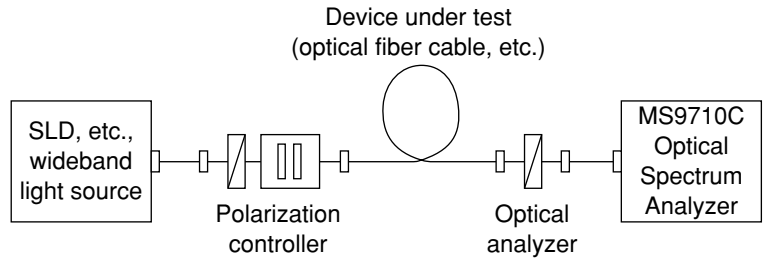 Device under test
(optical fiber cable, etc.)
SLD, etc.,
wideband
light source
MS9710C
Optical
Spectrum
Analyzer
Polarization
controller
Optical
analyzer